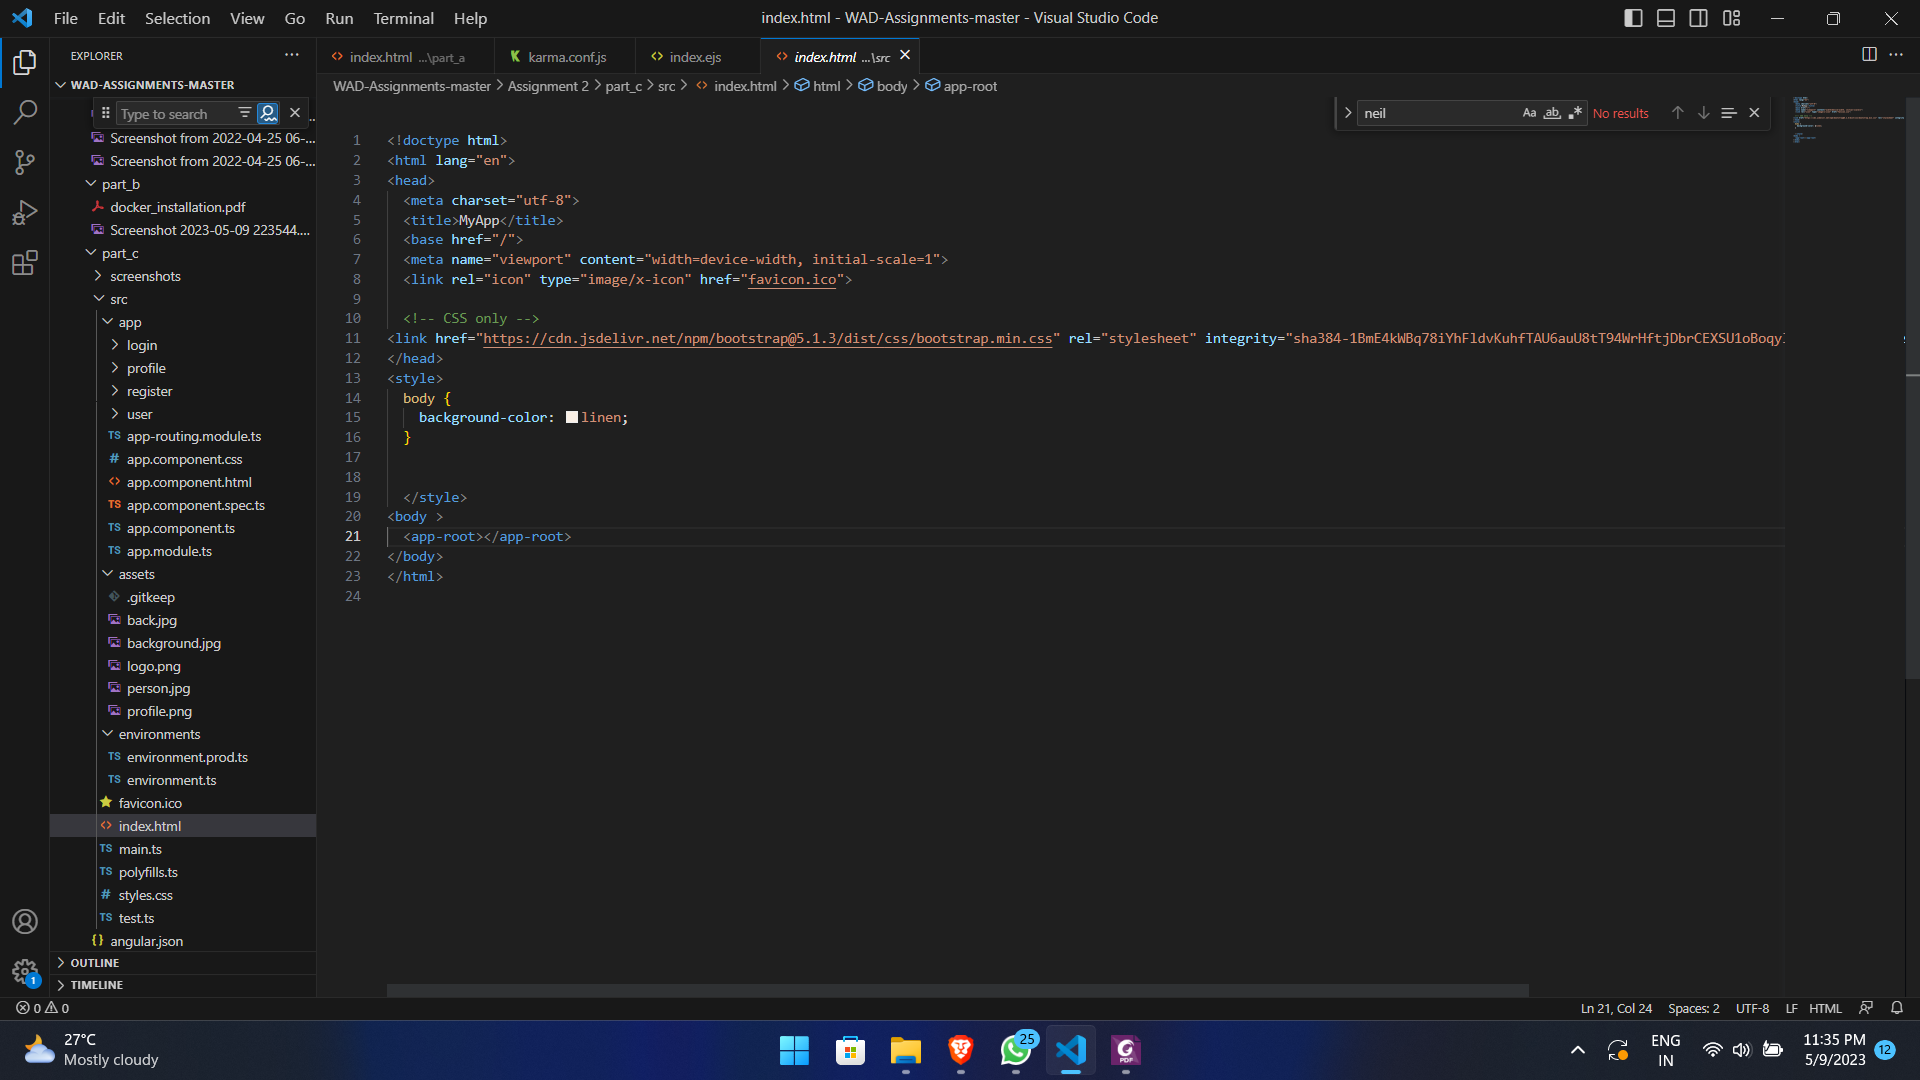 File Edit Selection View Go Run Terminal Help
index.html - WAD-Assignments-master - Visual Studio Code
EXPLORER
index.html ...\part_a
karma.conf.js
index.ejs
index.html ...\src
WAD-ASSIGNMENTS-MASTER
WAD-Assignments-master > Assignment 2 > part_c > src > index.html > html > body > app-root
Type to search
neil
Aa ab .* No results
Screenshot from 2022-04-25 06-...
Screenshot from 2022-04-25 06-...
part_b
docker_installation.pdf
Screenshot 2023-05-09 223544....
part_c
screenshots
src
app
login
profile
register
user
TS app-routing.module.ts
# app.component.css
<> app.component.html
TS app.component.spec.ts
TS app.component.ts
TS app.module.ts
assets
.gitkeep
back.jpg
background.jpg
logo.png
person.jpg
profile.png
environments
TS environment.prod.ts
TS environment.ts
favicon.ico
<> index.html
TS main.ts
TS polyfills.ts
# styles.css
TS test.ts
{} angular.json
OUTLINE
TIMELINE
1 <!doctype html>
2 <html lang="en">
3 <head>
4 <meta charset="utf-8">
5 <title>MyApp</title>
6 <base href="/">
7 <meta name="viewport" content="width=device-width, initial-scale=1">
8 <link rel="icon" type="image/x-icon" href="favicon.ico">
9
10 <!-- CSS only -->
11 <link href="https://cdn.jsdelivr.net/npm/bootstrap@5.1.3/dist/css/bootstrap.min.css" rel="stylesheet" integrity="sha384-1BmE4kWBq78iYhFldvKuhfTAU6auU8tT94WrHftjDbrCEXSU1oBoqyl
12 </head>
13 <style>
14 body {
15 background-color: linen;
16 }
17
18
19 </style>
20 <body >
21 <app-root></app-root>
22 </body>
23 </html>
24
1
0 0
Ln 21, Col 24 Spaces: 2 UTF-8 LF HTML
27°C
Mostly cloudy
25
PDF
ENG
IN
11:35 PM
5/9/2023
12